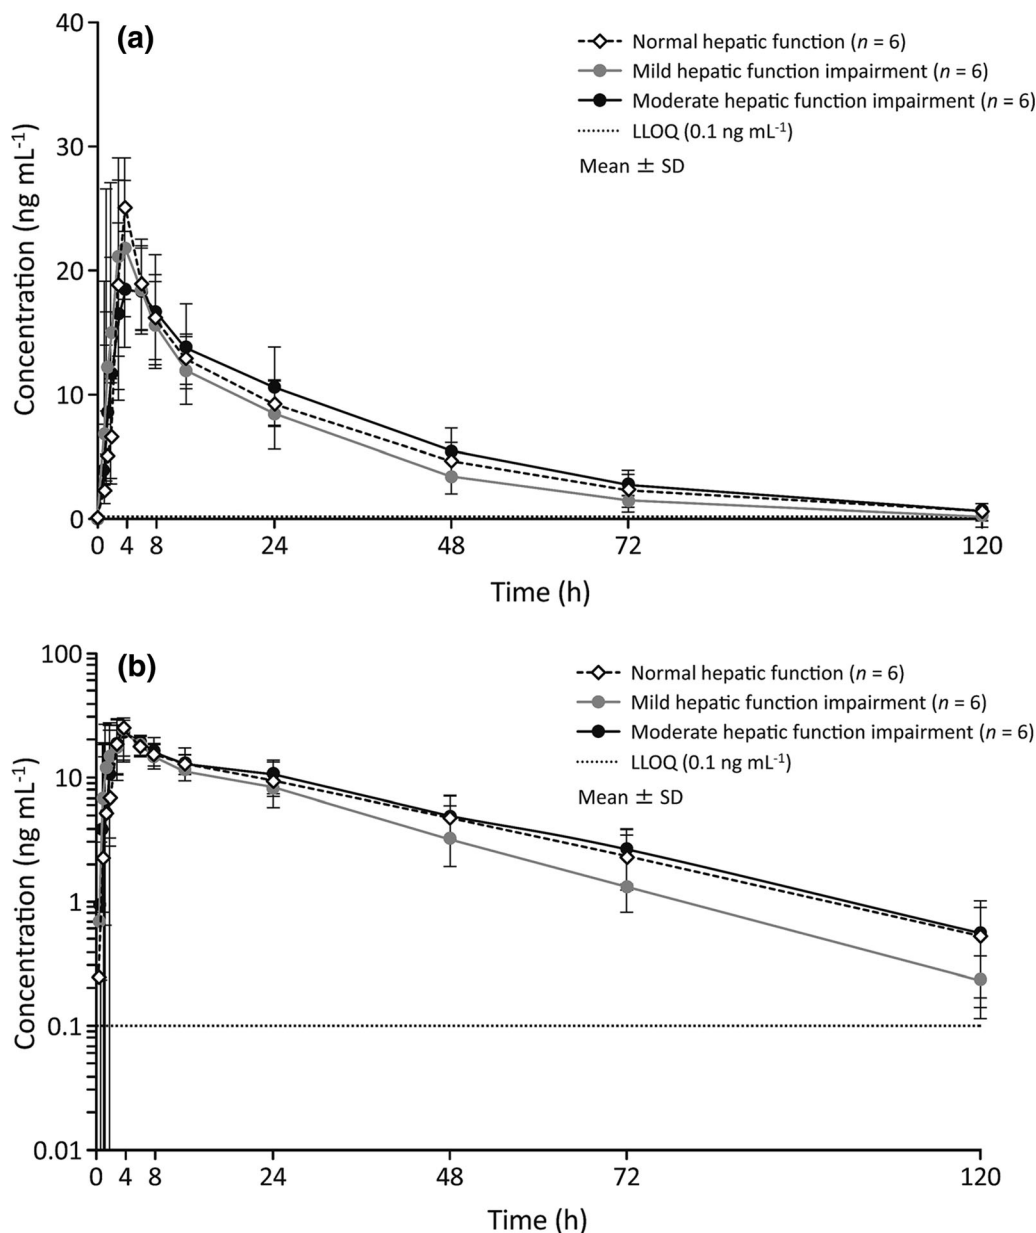 (a)
40
30
20
10
0
Concentration (ng mL⁻¹)
Normal hepatic function (n = 6)
Mild hepatic function impairment (n = 6)
Moderate hepatic function impairment (n = 6)
LLOQ (0.1 ng mL⁻¹)
Mean ± SD
0 4 8 24 48 72 120
Time (h)
(b)
100
10
1
0.1
0.01
Concentration (ng mL⁻¹)
Normal hepatic function (n = 6)
Mild hepatic function impairment (n = 6)
Moderate hepatic function impairment (n = 6)
LLOQ (0.1 ng mL⁻¹)
Mean ± SD
0 4 8 24 48 72 120
Time (h)